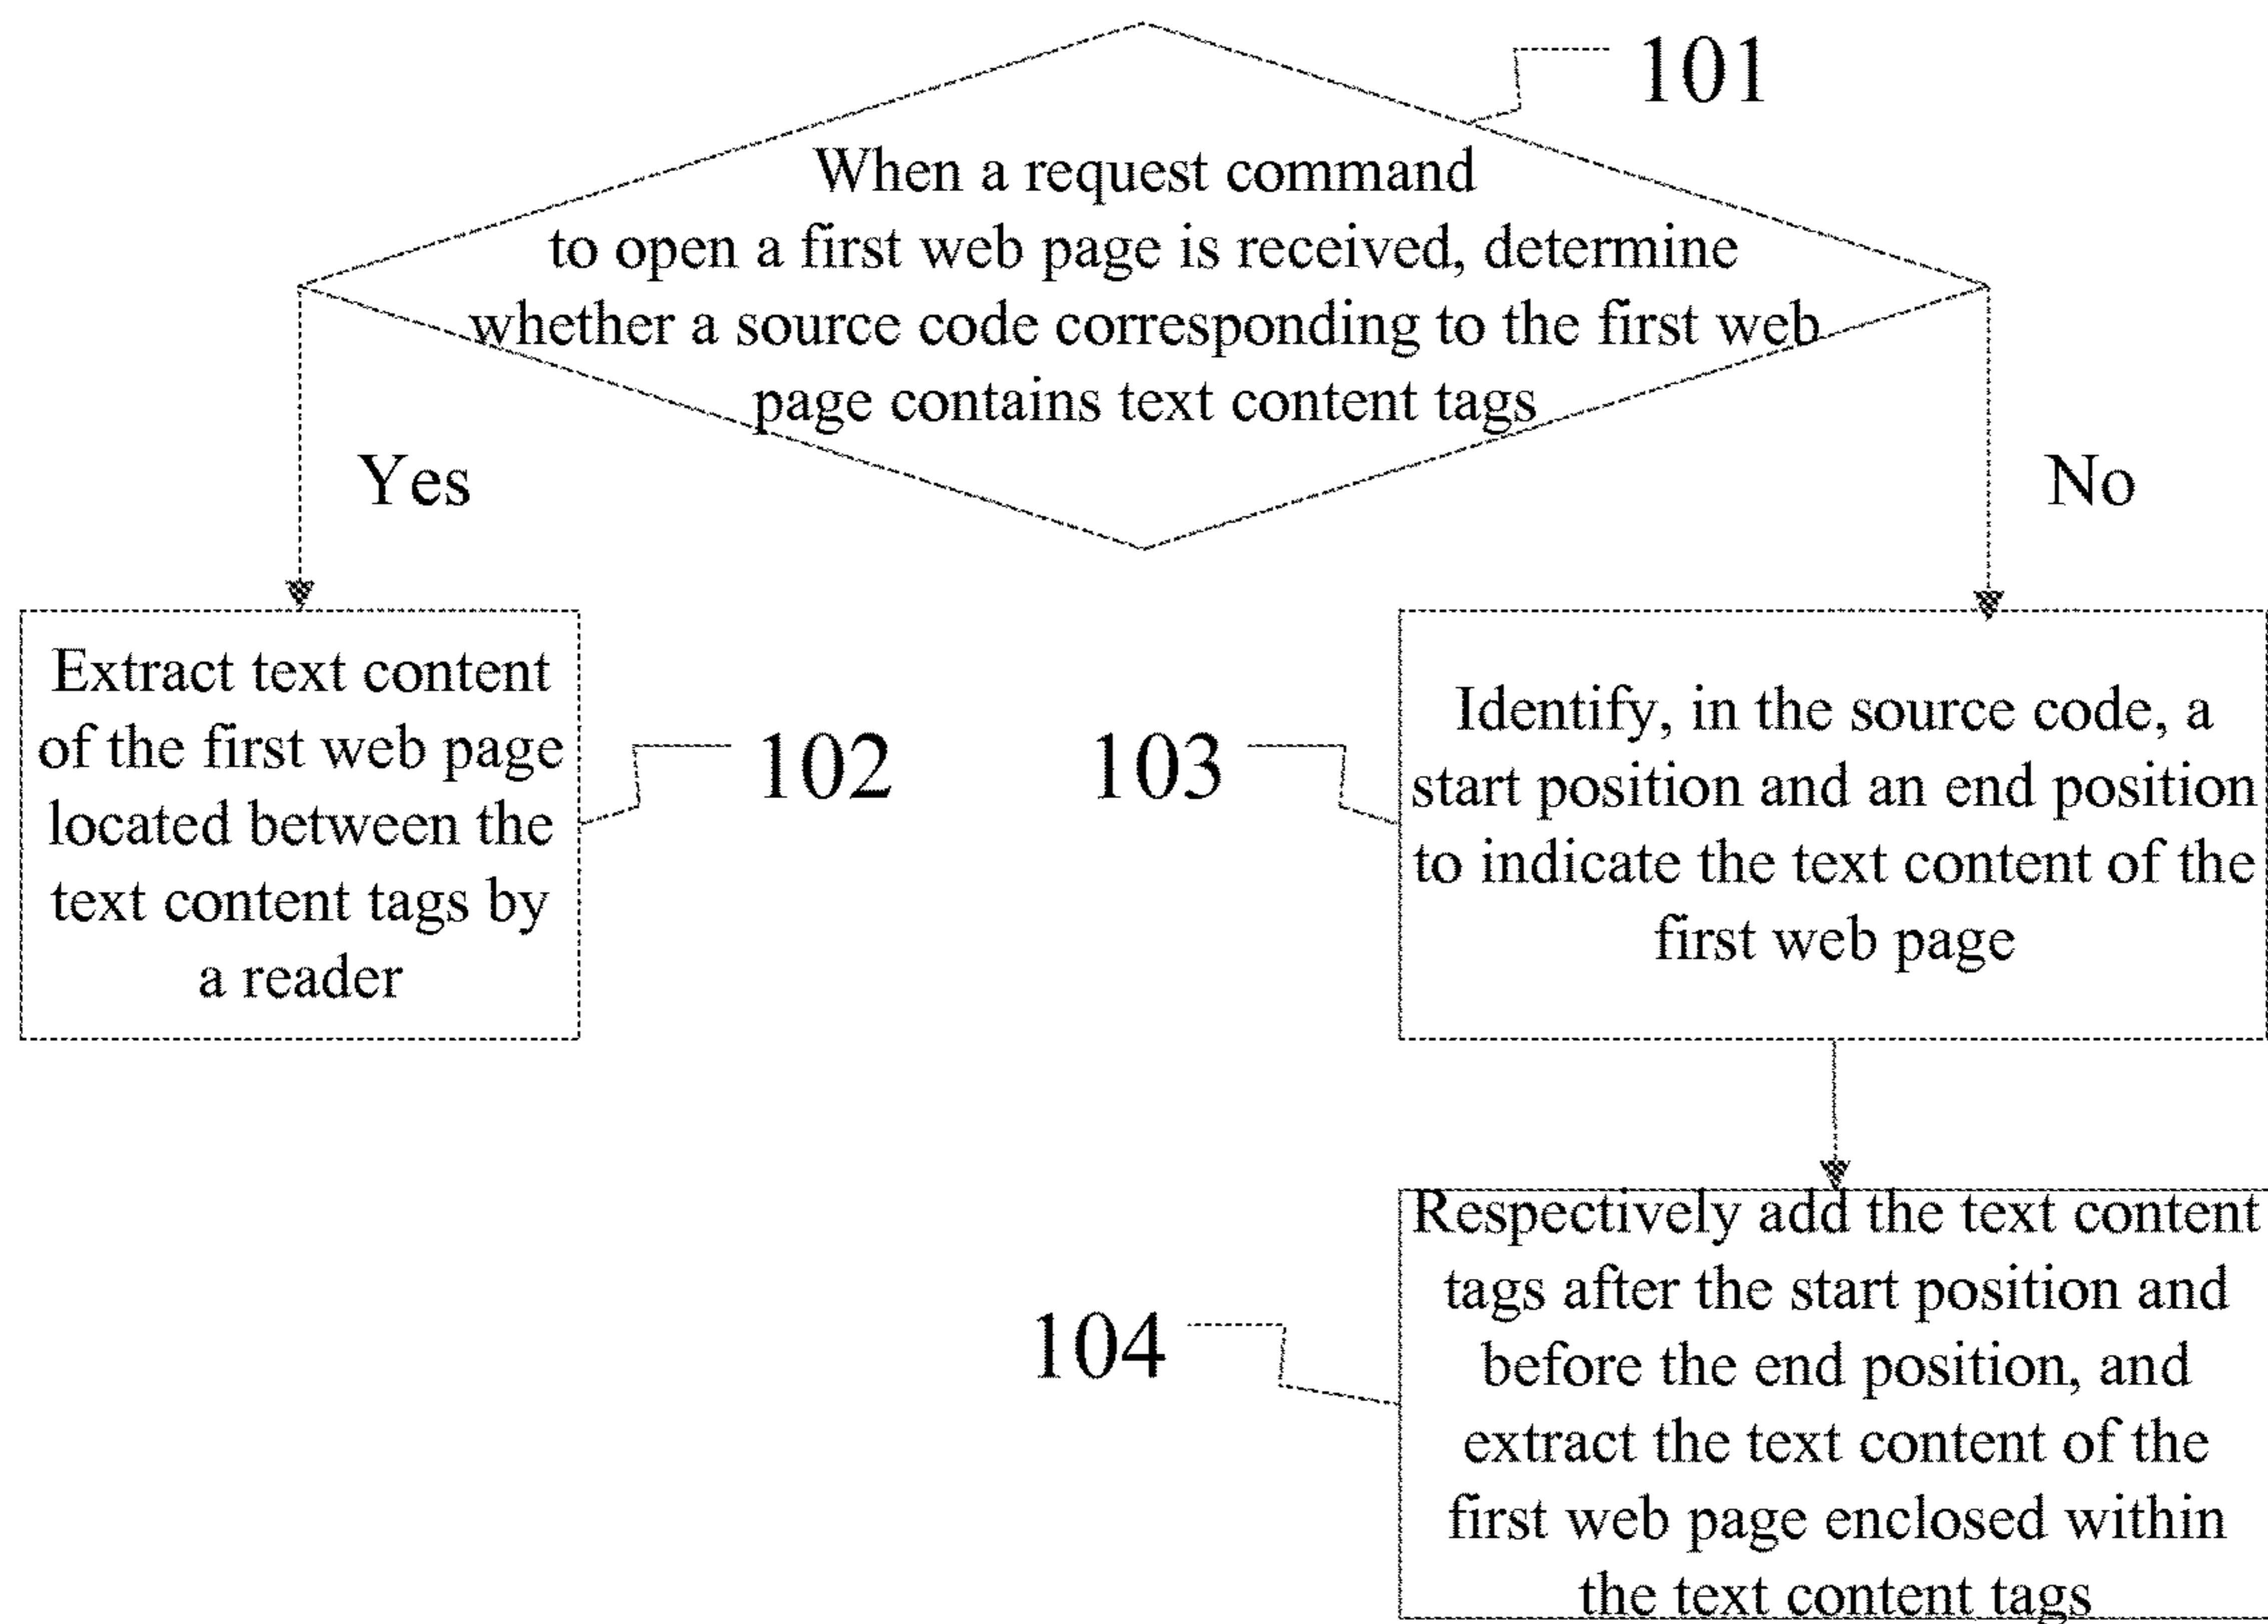 101
When a request command
to open a first web page is received, determine
whether a source code corresponding to the first web
page contains text content tags
Yes
No
Extract text content
of the first web page
located between the
text content tags by
a reader
102
103
Identify, in the source code, a
start position and an end position
to indicate the text content of the
first web page
104
Respectively add the text content
tags after the start position and
before the end position, and
extract the text content of the
first web page enclosed within
the text content tags